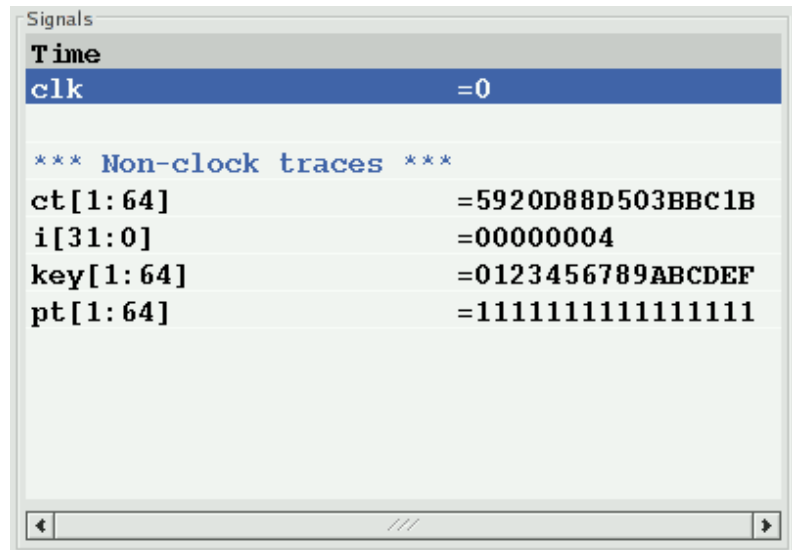 Signals
Time
clk =0
*** Non-clock traces ***
ct[1:64] =5920D88D503BBC1B
i[31:0] =00000004
key[1:64] =0123456789ABCDEF
pt[1:64] =1111111111111111